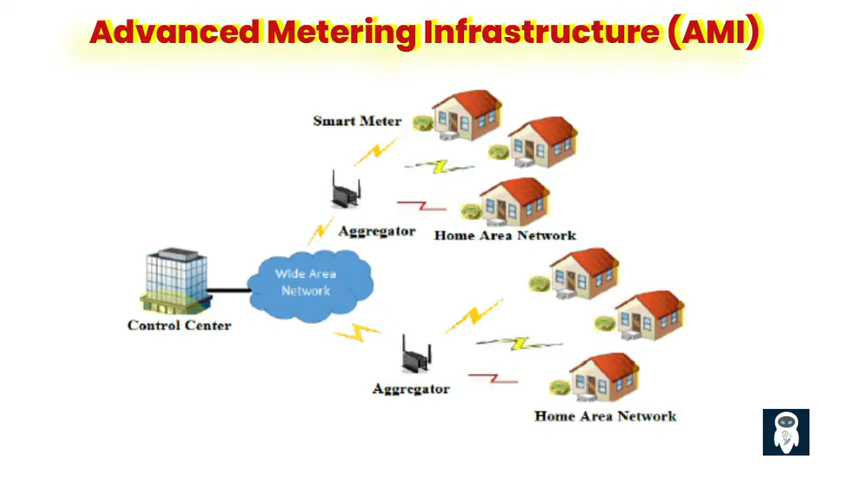 Advanced Metering Infrastructure (AMI)
Smart Meter
Aggregator
Home Area Network
Wide Area
Network
Control Center
Aggregator
Home Area Network